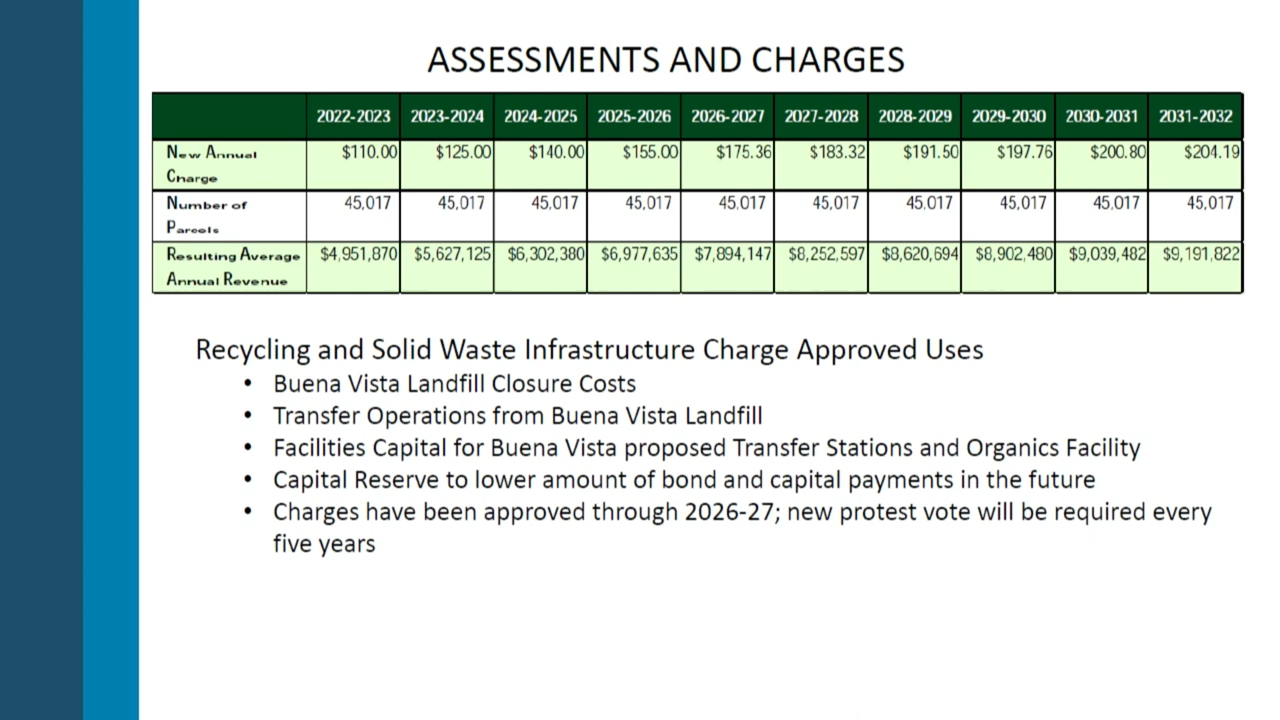 ASSESSMENTS AND CHARGES
2022-2023 2023-2024 2024-2025 2025-2026 2026-2027 2027-2028 2028-2029 2029-2030 2030-2031 2031-2032
New Annual Charge $110.00 $125.00 $140.00 $155.00 $175.36 $183.32 $191.50 $197.76 $200.80 $204.19
Number of Parcels 45,017 45,017 45,017 45,017 45,017 45,017 45,017 45,017 45,017 45,017
Resulting Average Annual Revenue $4,951,870 $5,627,125 $6,302,380 $6,977,635 $7,894,147 $8,252,597 $8,620,694 $8,902,480 $9,039,482 $9,191,822
Recycling and Solid Waste Infrastructure Charge Approved Uses
• Buena Vista Landfill Closure Costs
• Transfer Operations from Buena Vista Landfill
• Facilities Capital for Buena Vista proposed Transfer Stations and Organics Facility
• Capital Reserve to lower amount of bond and capital payments in the future
• Charges have been approved through 2026-27; new protest vote will be required every
five years